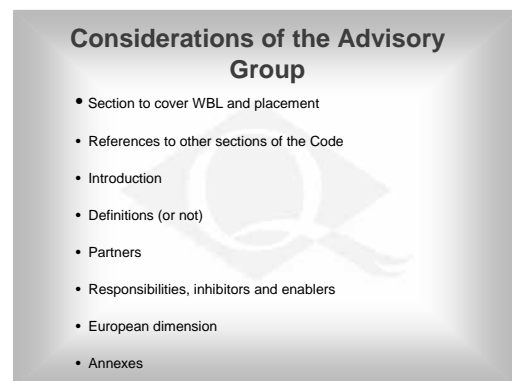 Considerations of the Advisory
Group
• Section to cover WBL and placement
• References to other sections of the Code
• Introduction
• Definitions (or not)
• Partners
• Responsibilities, inhibitors and enablers
• European dimension
• Annexes